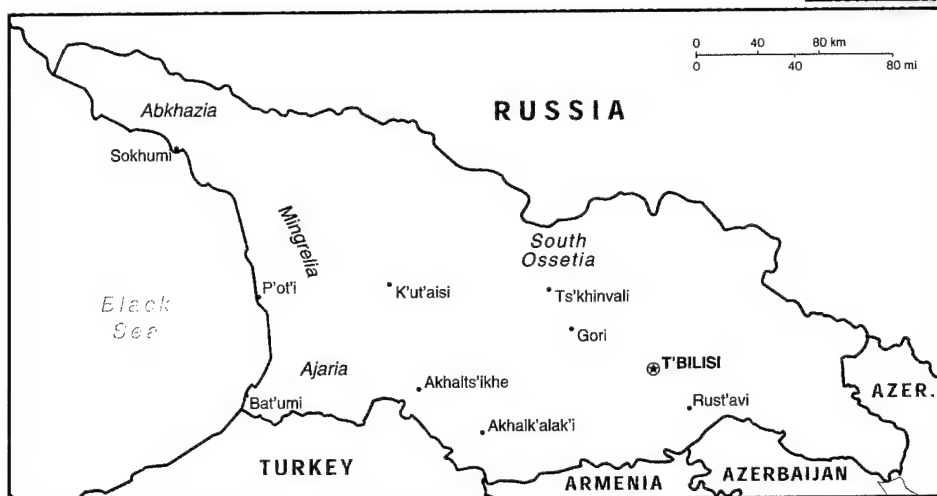 0 40 80 km
0 40 80 mi
RUSSIA
Abkhazia
Sokhumi
Mingrelia
South
Ossetia
P'ot'i
K'ut'aisi
Ts'khinvali
Black
Sea
Gori
T'BILISI
Ajaria
Akhalts'ikhe
AZER.
Bat'umi
Rust'avi
Akhalk'alak'i
TURKEY
ARMENIA
AZERBAIJAN